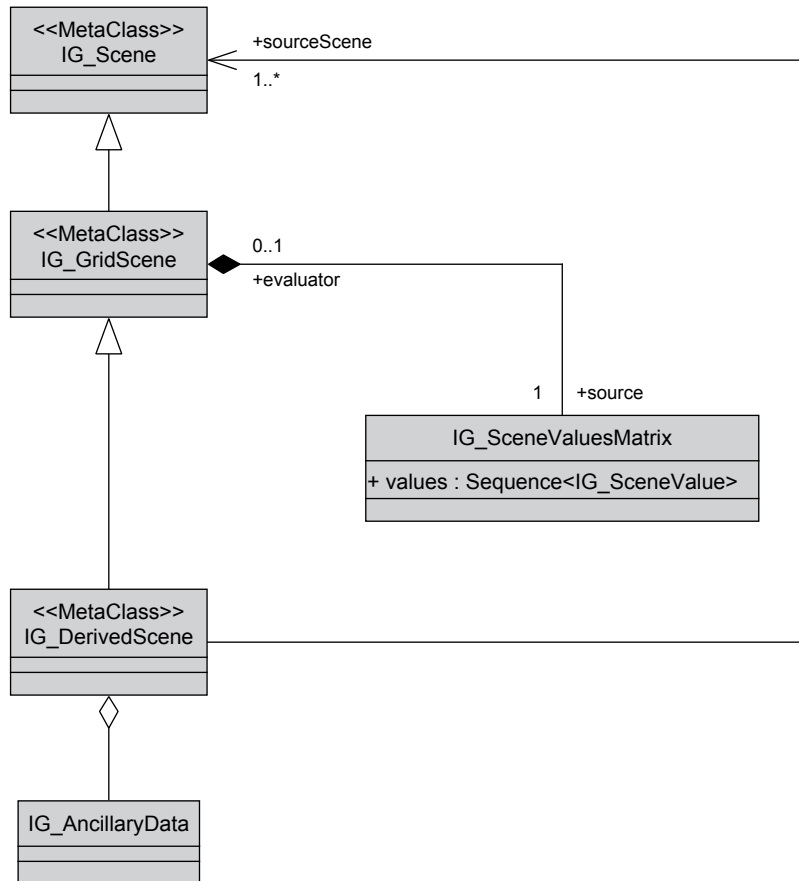 <<MetaClass>>
IG_Scene
+sourceScene
1..*
<<MetaClass>>
IG_GridScene
0..1
+evaluator
1
+source
IG_SceneValuesMatrix
+ values : Sequence<IG_SceneValue>
<<MetaClass>>
IG_DerivedScene
IG_AncillaryData